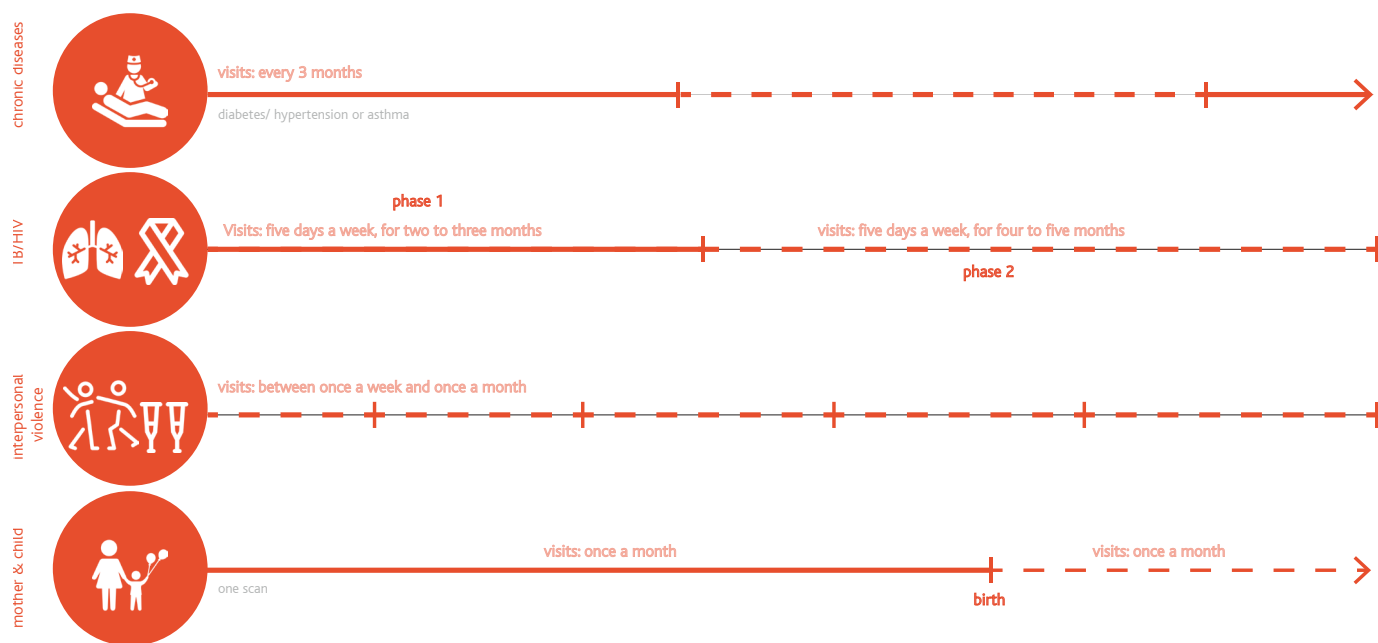 chronic diseases
visits: every 3 months
diabetes/ hypertension or asthma
TB/HIV
phase 1
Visits: five days a week, for two to three months
visits: five days a week, for four to five months
phase 2
interpersonal
violence
visits: between once a week and once a month
mother & child
visits: once a month
visits: once a month
one scan
birth